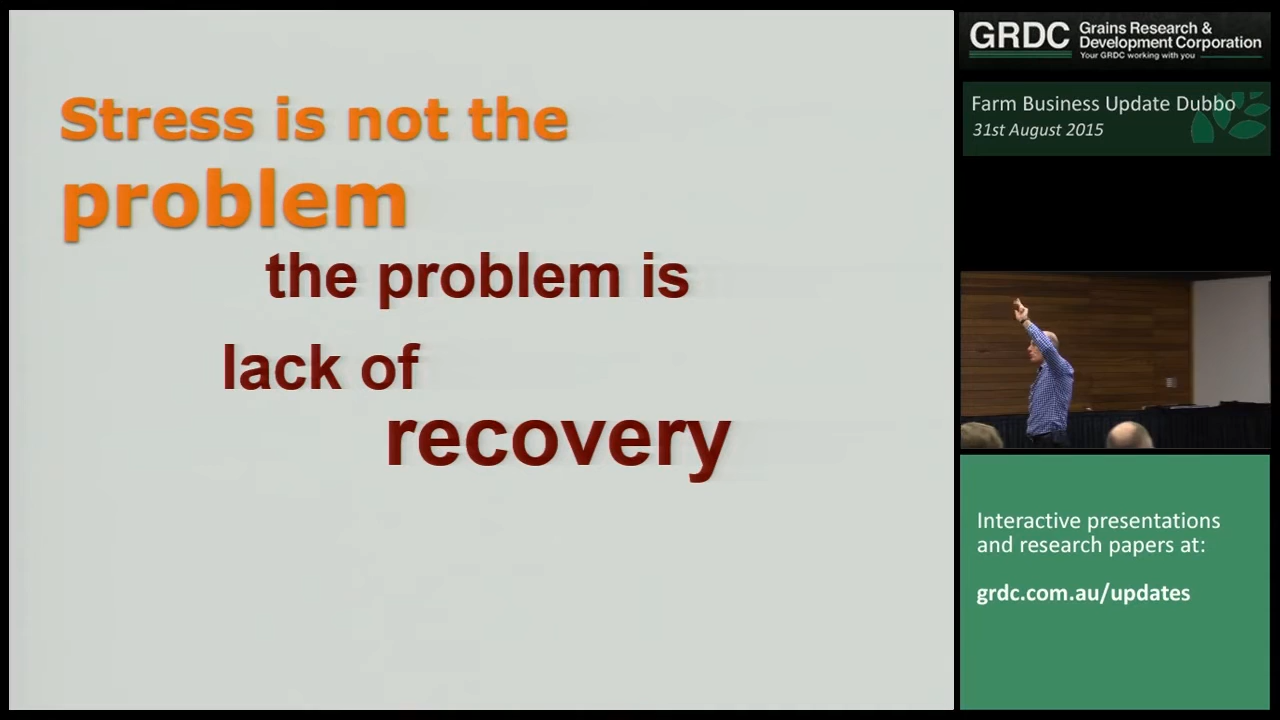 Stress is not the
problem
the problem is
lack of
recovery
GRDC
Grains Research &
Development Corporation
Your GRDC working with you
Farm Business Update Dubbo
31st August 2015
Interactive presentations
and research papers at:
grdc.com.au/updates